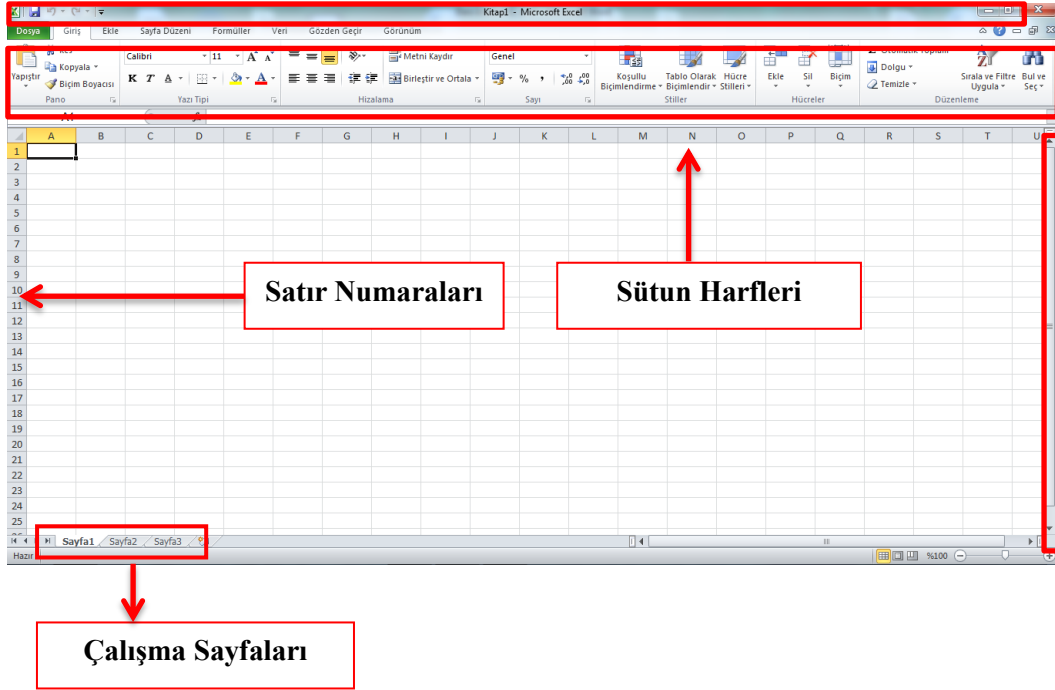 Kitap1 - Microsoft Excel
Dosya Giriş Ekle Sayfa Düzeni Formüller Veri Gözden Geçir Görünüm
Calibri 11 A A Metni Kaydır Genel
Kopyala Dolgu
Yapıştır Biçim Boyacısı K T A A Birleştir ve Ortala % , Koşullu Biçimlendirme Tablo Olarak Biçimlendir Hücre Stilleri Ekle Sil Biçim Temizle Sırala ve Filtre Uygula Bul ve Seç
Pano Yazı Tipi Hizalama Sayı Stiller Hücreler Düzenleme
A B C D E F G H I J K L M N O P Q R S T U
1
2
3
4
5
6
7
8
9
10
11
12
13
14
15
16
17
18
19
20
21
22
23
24
25
Satır Numaraları
Sütun Harfleri
Sayfa1 Sayfa2 Sayfa3
Hazır %100
Çalışma Sayfaları